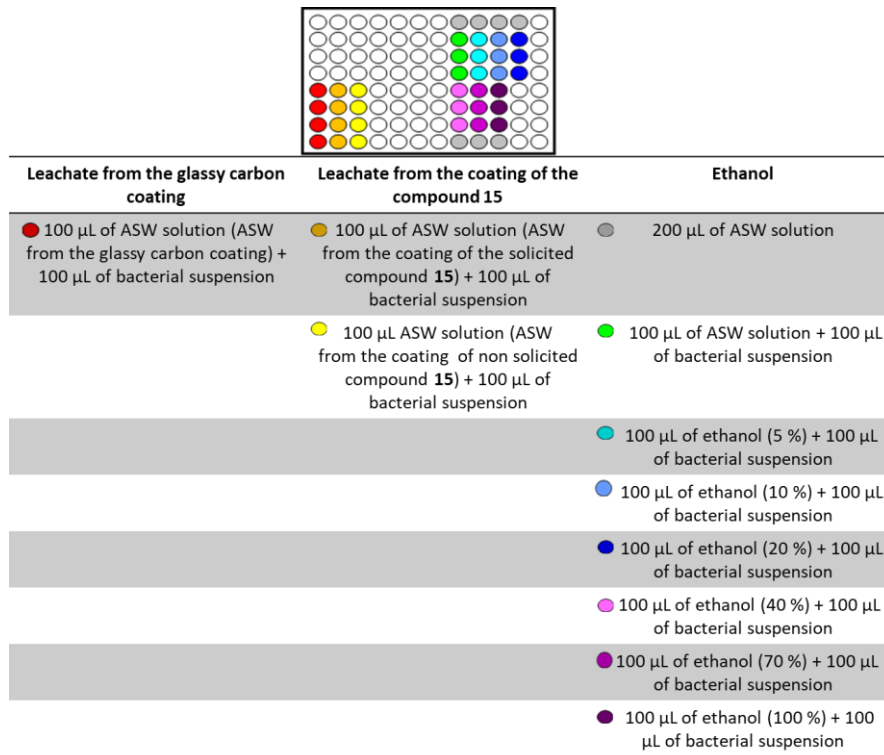 Leachate from the glassy carbon
coating
Leachate from the coating of the
compound 15
Ethanol
100 µL of ASW solution (ASW
from the glassy carbon coating) +
100 µL of bacterial suspension
100 µL of ASW solution (ASW
from the coating of the solicited
compound 15) + 100 µL of
bacterial suspension
200 µL of ASW solution
100 µL ASW solution (ASW
from the coating of non solicited
compound 15) + 100 µL of
bacterial suspension
100 µL of ASW solution + 100 µL
of bacterial suspension
100 µL of ethanol (5 %) + 100 µL
of bacterial suspension
100 µL of ethanol (10 %) + 100 µL
of bacterial suspension
100 µL of ethanol (20 %) + 100 µL
of bacterial suspension
100 µL of ethanol (40 %) + 100 µL
of bacterial suspension
100 µL of ethanol (70 %) + 100 µL
of bacterial suspension
100 µL of ethanol (100 %) + 100
µL of bacterial suspension